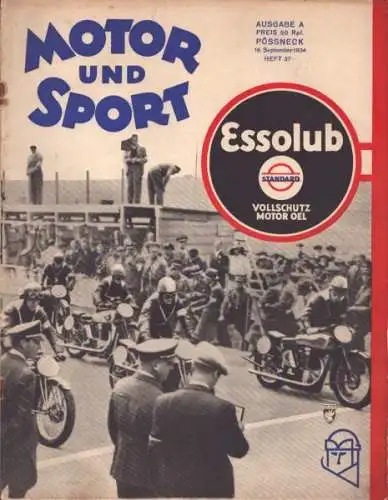 MOTOR
UND
SPORT
AUSGABE A
PREIS 50 Rpf.
PÖSSNECK
16. September 1934
HEFT 37
Essolub
STANDARD
VOLLSCHUTZ
MOTOR OEL